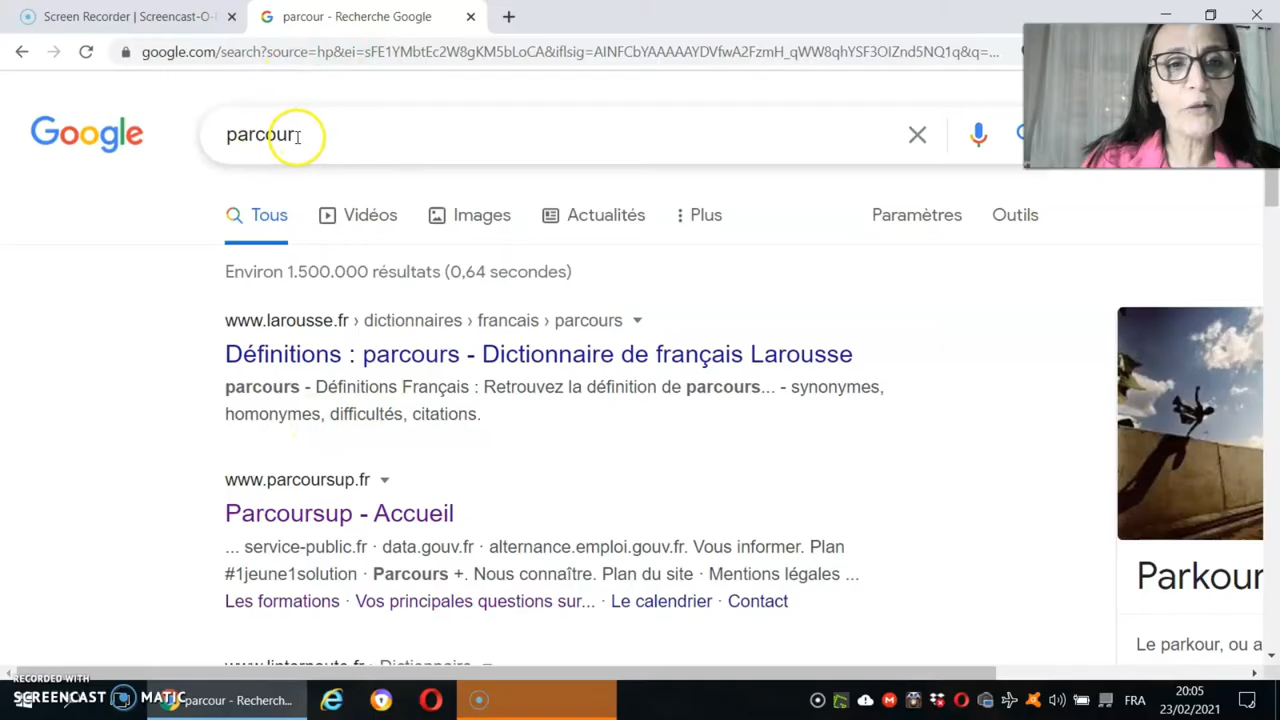 Screen Recorder | Screencast-O-
parcour - Recherche Google
google.com/search?source=hp&ei=sFE1YMbtEc2W8gKM5bLoCA&iflsig=AINFCbYAAAAAYDVfwA2FzmH_qWW8qhYSF3OIZnd5NQ1q&q=...
Google
parcour
Tous
Vidéos
Images
Actualités
Plus
Paramètres
Outils
Environ 1.500.000 résultats (0,64 secondes)
www.larousse.fr › dictionnaires › francais › parcours
Définitions : parcours - Dictionnaire de français Larousse
parcours - Définitions Français : Retrouvez la définition de parcours... - synonymes,
homonymes, difficultés, citations.
www.parcoursup.fr
Parcoursup - Accueil
... service-public.fr · data.gouv.fr · alternance.emploi.gouv.fr. Vous informer. Plan
#1jeune1solution · Parcours +. Nous connaître. Plan du site · Mentions légales ...
Les formations · Vos principales questions sur... · Le calendrier · Contact
Parkour
Le parkour, ou a
www.linternaute.fr › Dictionnaire
RECORDED WITH
SCREENCAST MATIC
parcour - Recherch...
FRA
20:05
23/02/2021